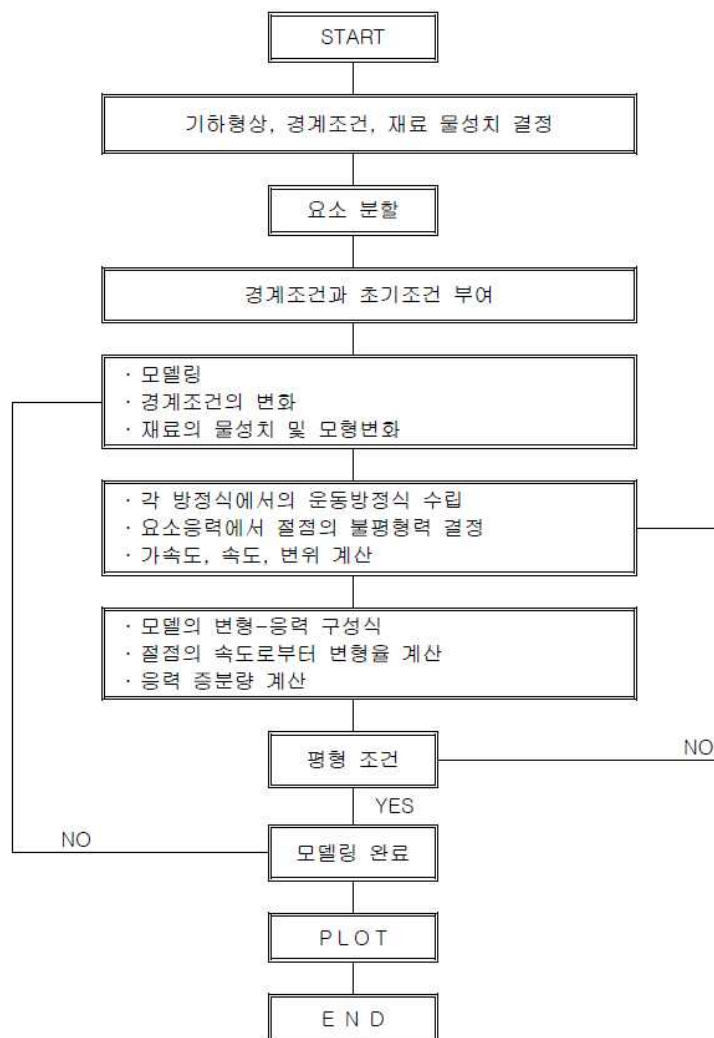 START
기하형상, 경계조건, 재료 물성치 결정
요소 분할
경계조건과 초기조건 부여
· 모델링
· 경계조건의 변화
· 재료의 물성치 및 모형변화
· 각 방정식에서의 운동방정식 수립
· 요소응력에서 절점의 불평형력 결정
· 가속도, 속도, 변위 계산
· 모델의 변형-응력 구성식
· 절점의 속도로부터 변형율 계산
· 응력 증분량 계산
평형 조건
NO
YES
NO
모델링 완료
PLOT
END